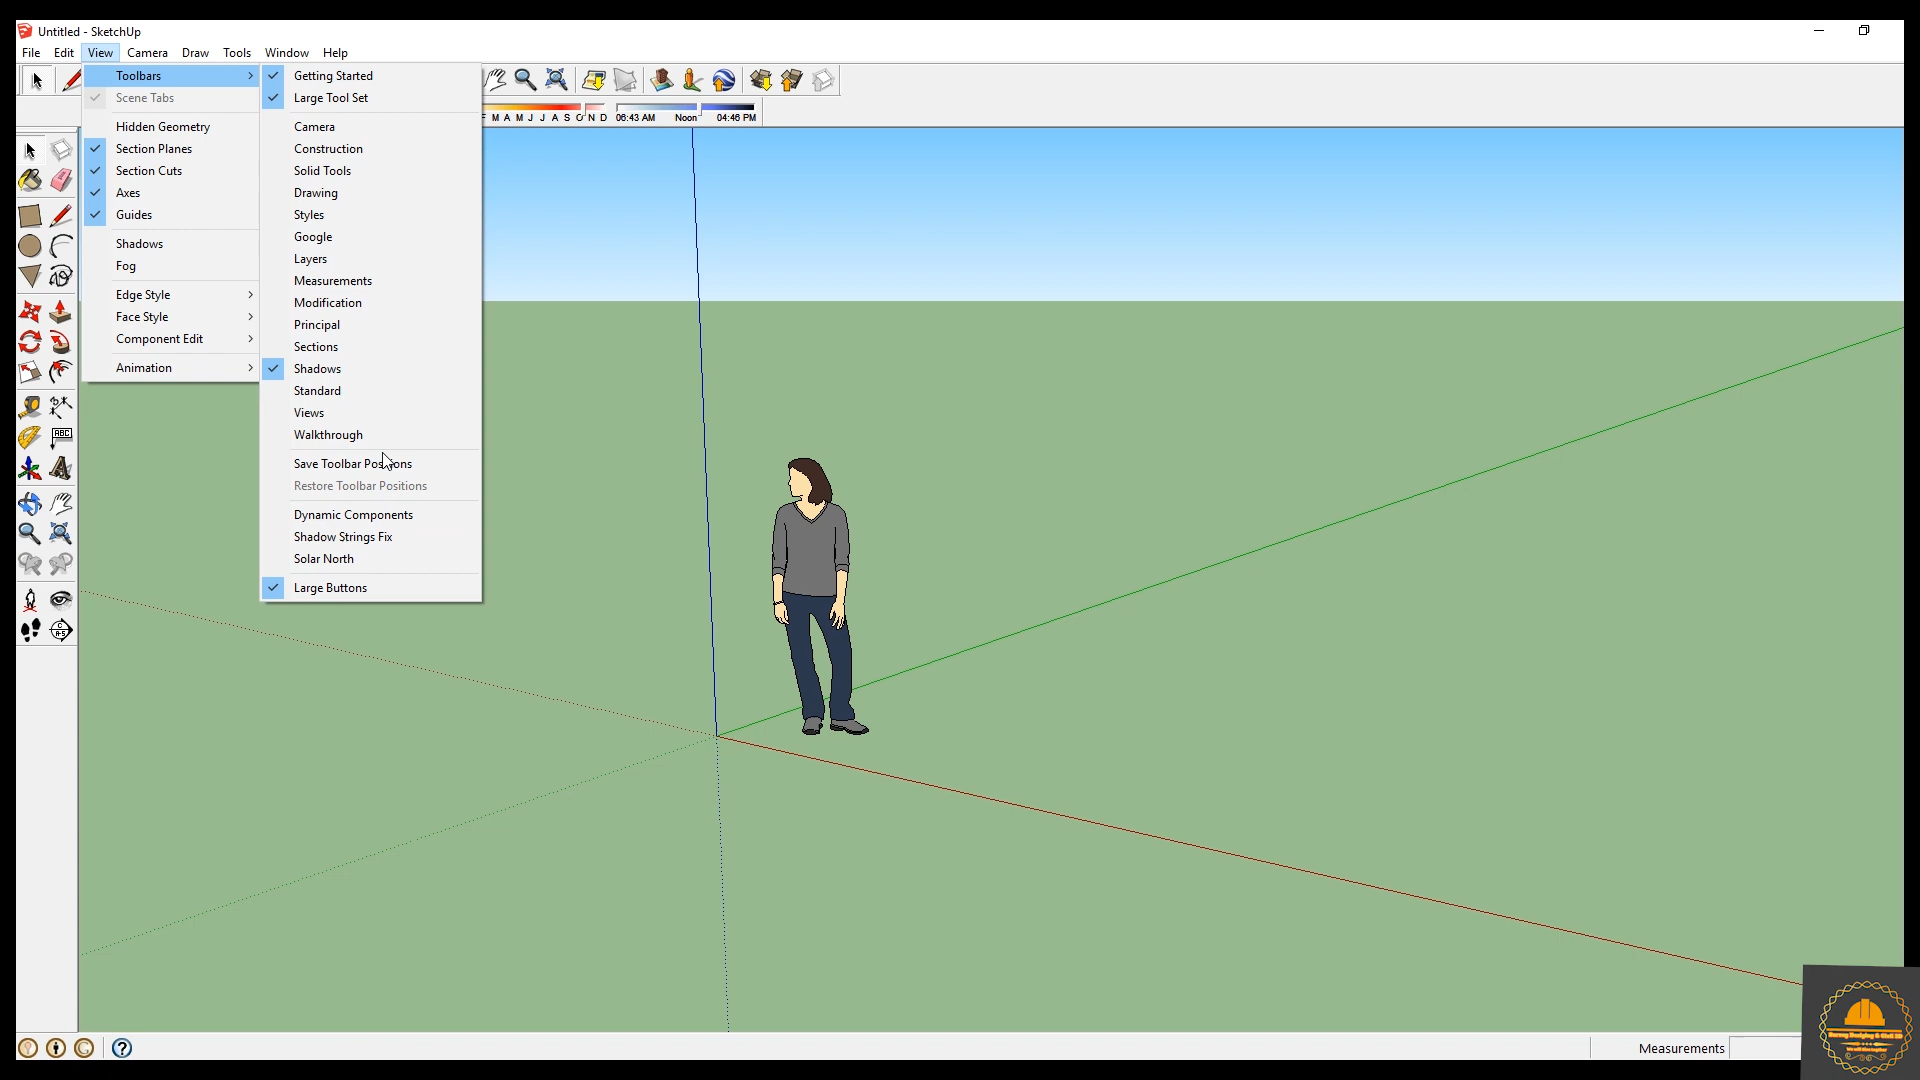 Untitled - SketchUp
File Edit View Camera Draw Tools Window Help
Toolbars
Scene Tabs
Hidden Geometry
Section Planes
Section Cuts
Axes
Guides
Shadows
Fog
Edge Style
Face Style
Component Edit
Animation
Getting Started
Large Tool Set
Camera
Construction
Solid Tools
Drawing
Styles
Google
Layers
Measurements
Modification
Principal
Sections
Shadows
Standard
Views
Walkthrough
Save Toolbar Positions
Restore Toolbar Positions
Dynamic Components
Shadow Strings Fix
Solar North
Large Buttons
F M A M J J A S O N D 06:43 AM Noon 04:46 PM
ABC
Measurements